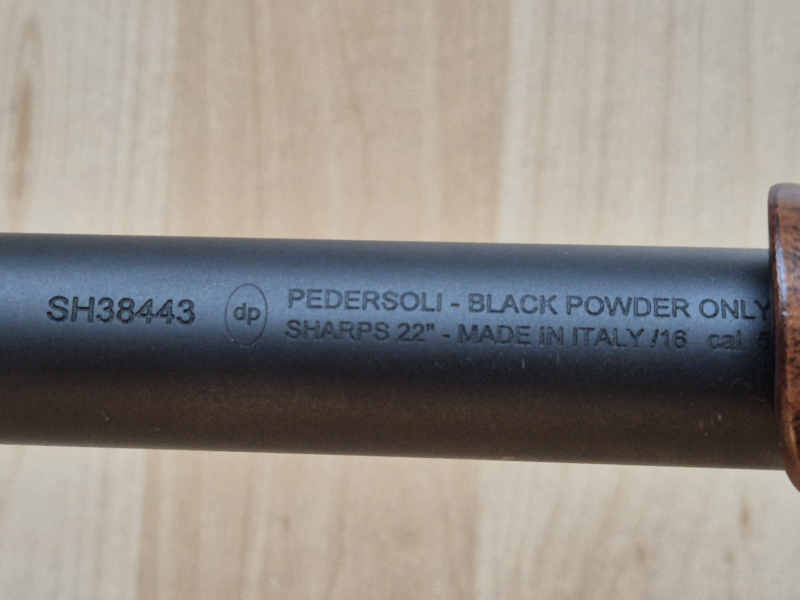 SH38443
dp
PEDERSOLI - BLACK POWDER ONLY
SHARPS 22" - MADE IN ITALY /16 cal